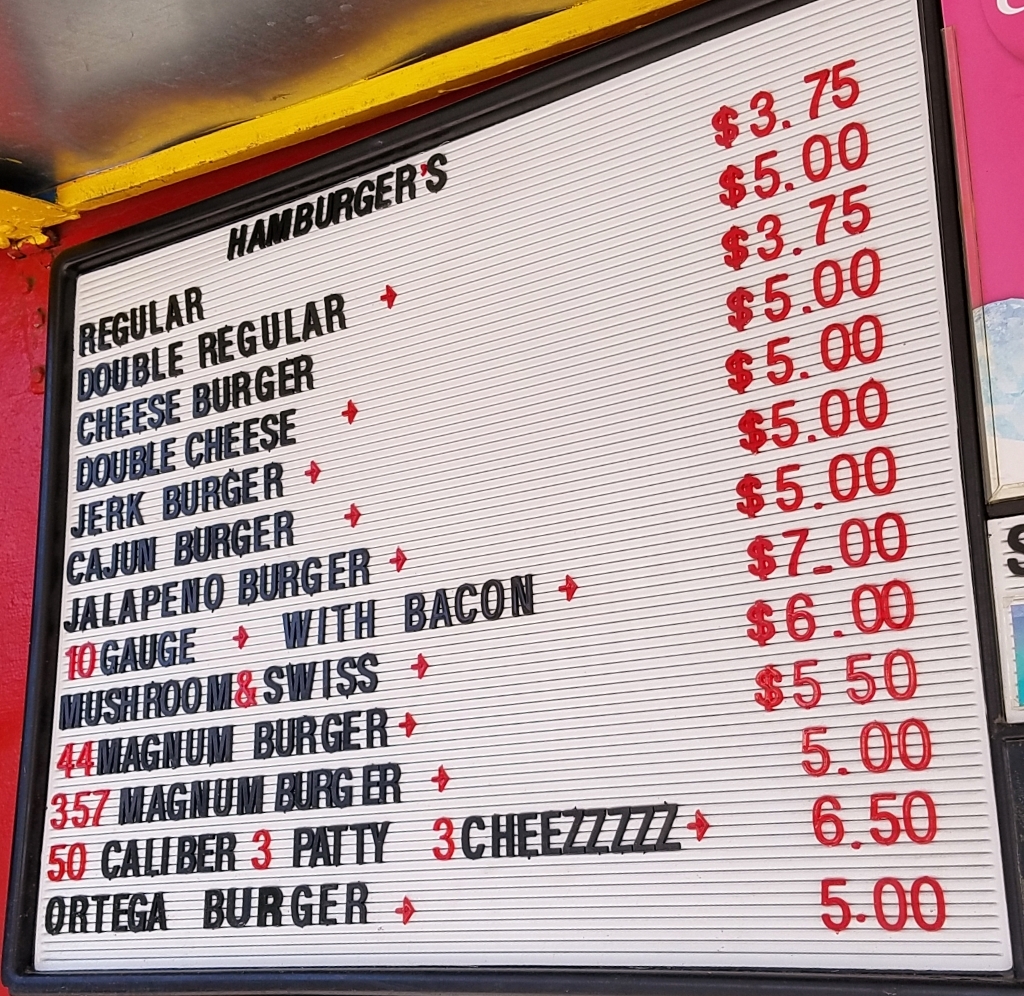 HAMBURGER'S
REGULAR $3.75
DOUBLE REGULAR $5.00
CHEESE BURGER $3.75
DOUBLE CHEESE $5.00
JERK BURGER $5.00
CAJUN BURGER $5.00
JALAPENO BURGER $5.00
10 GAUGE WITH BACON $7.00
MUSHROOM & SWISS $6.00
44 MAGNUM BURGER $5 50
357 MAGNUM BURGER 5.00
50 CALIBER 3 PATTY 3 CHEEZZZZZ 6.50
ORTEGA BURGER 5.00